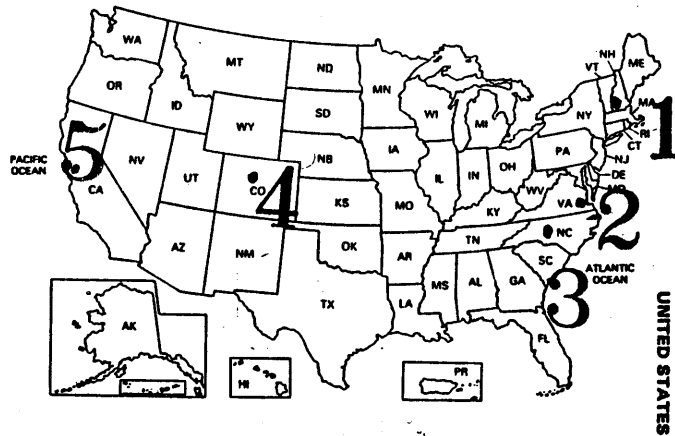 NH
VT
WA
MT
ND
ME
OR
MN
MA
1
ID
SD
WI
NY
MI
RI
WY
CT
5
PACIFIC
OCEAN
IA
PA
NJ
NV
NB
OH
DE
UT
CO
4
IL
IN
WV
CA
KS
MO
VA
2
KY
AZ
NM
OK
TN
NC
AR
SC
ATLANTIC
OCEAN
3
MS
AL
GA
TX
LA
FL
AK
HI
PR
UNITED STATES